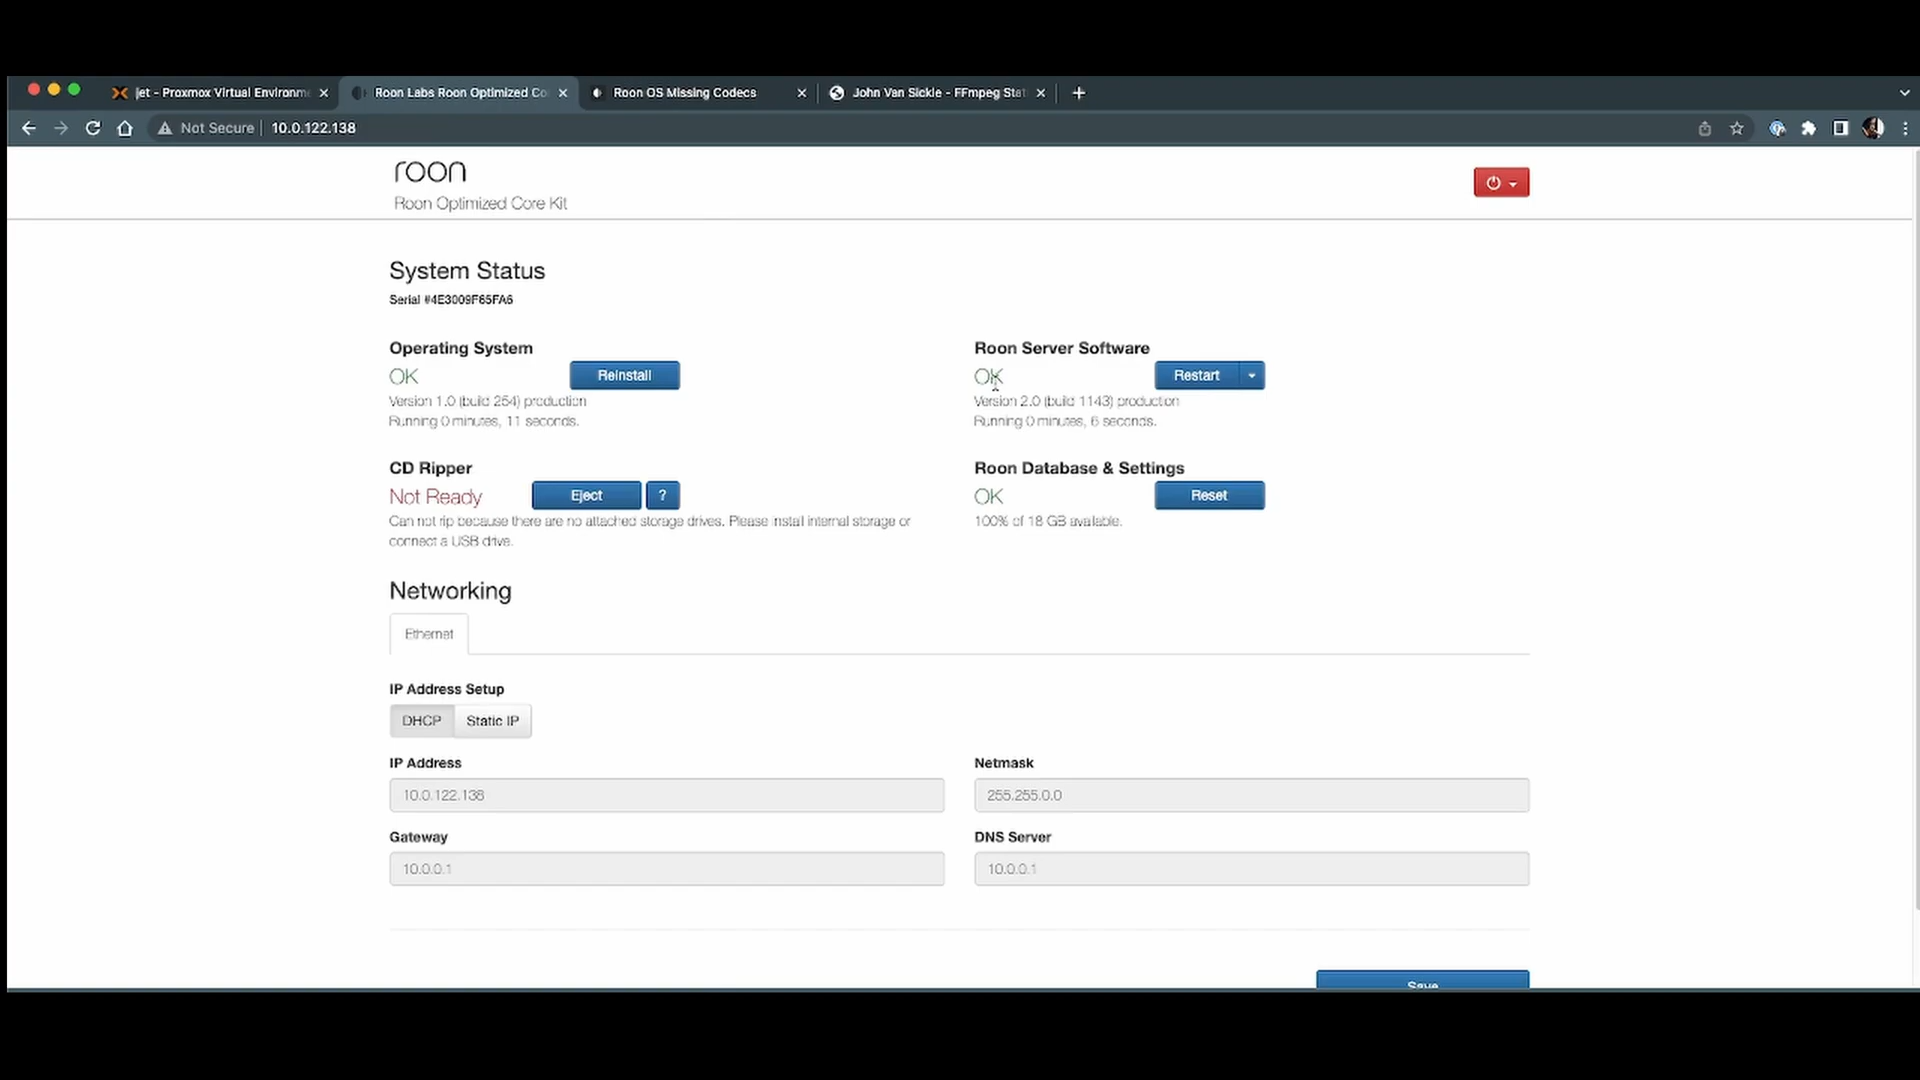 jet - Proxmox Virtual Environm
Roon Labs Roon Optimized Co
Roon OS Missing Codecs
John Van Sickle - FFmpeg Stat
Not Secure
10.0.122.138
roon
Roon Optimized Core Kit
System Status
Serial #4E3009F65FA6
Operating System
OK
Reinstall
Version 1.0 (build 254) production
Running 0 minutes, 11 seconds.
Roon Server Software
OK
Restart
Version 2.0 (build 1143) production
Running 0 minutes, 6 seconds.
CD Ripper
Not Ready
Eject
?
Can not rip because there are no attached storage drives. Please install internal storage or
connect a USB drive.
Roon Database & Settings
OK
Reset
100% of 18 GB available.
Networking
Ethernet
IP Address Setup
DHCP
Static IP
IP Address
10.0.122.138
Netmask
255.255.0.0
Gateway
10.0.0.1
DNS Server
10.0.0.1
Save